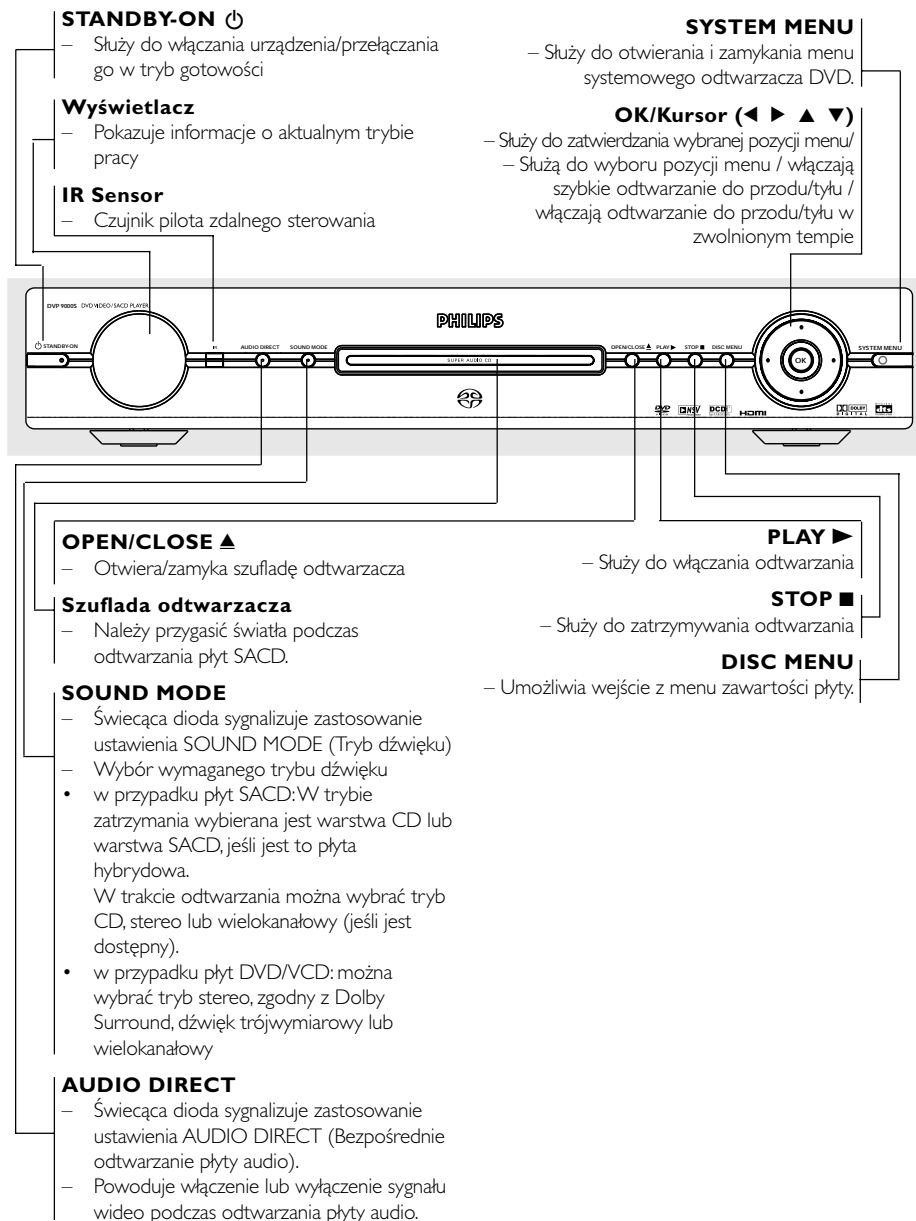 STANDBY-ON ⏻
– Służy do włączania urządzenia/przełączania
go w tryb gotowości
Wyświetlacz
– Pokazuje informacje o aktualnym trybie
pracy
IR Sensor
– Czujnik pilota zdalnego sterowania
SYSTEM MENU
– Służy do otwierania i zamykania menu
systemowego odtwarzacza DVD.
OK/Kursor (◀ ▶ ▲ ▼)
– Służy do zatwierdzania wybranej pozycji menu/
– Służą do wyboru pozycji menu / włączają
szybkie odtwarzanie do przodu/tyłu /
włączają odtwarzanie do przodu/tyłu w
zwolnionym tempie
DVP 9000S DVD VIDEO/SACD PLAYER
PHILIPS
⏻ STANDBY-ON
IR
AUDIO DIRECT
SOUND MODE
SUPER AUDIO CD
OPEN/CLOSE ⏏
PLAY ▶
STOP ■
DISC MENU
OK
SYSTEM MENU
DVD
DCDi
HDMI
DOLBY
DIGITAL
dts
OPEN/CLOSE ⏏
– Otwiera/zamyka szufladę odtwarzacza
Szuflada odtwarzacza
– Należy przygasić światła podczas
odtwarzania płyt SACD.
SOUND MODE
– Świecąca dioda sygnalizuje zastosowanie
ustawienia SOUND MODE (Tryb dźwięku)
– Wybór wymaganego trybu dźwięku
• w przypadku płyt SACD: W trybie
zatrzymania wybierana jest warstwa CD lub
warstwa SACD, jeśli jest to płyta
hybrydowa.
W trakcie odtwarzania można wybrać tryb
CD, stereo lub wielokanałowy (jeśli jest
dostępny).
• w przypadku płyt DVD/VCD: można
wybrać tryb stereo, zgodny z Dolby
Surround, dźwięk trójwymiarowy lub
wielokanałowy
AUDIO DIRECT
– Świecąca dioda sygnalizuje zastosowanie
ustawienia AUDIO DIRECT (Bezpośrednie
odtwarzanie płyty audio).
– Powoduje włączenie lub wyłączenie sygnału
wideo podczas odtwarzania płyty audio.
PLAY ▶
– Służy do włączania odtwarzania
STOP ■
– Służy do zatrzymywania odtwarzania
DISC MENU
– Umożliwia wejście z menu zawartości płyty.